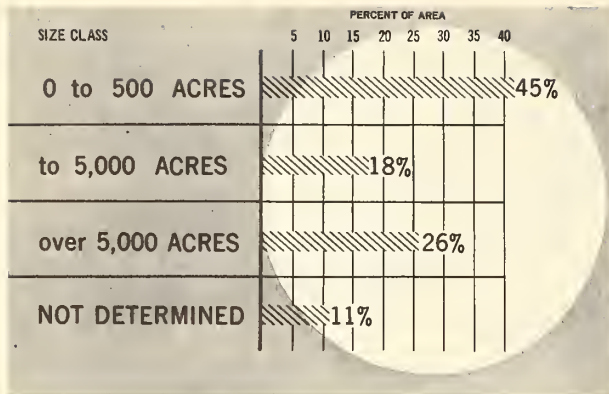 PERCENT OF AREA
SIZE CLASS 5 10 15 20 25 30 35 40
0 to 500 ACRES 45%
to 5,000 ACRES 18%
over 5,000 ACRES 26%
NOT DETERMINED 11%